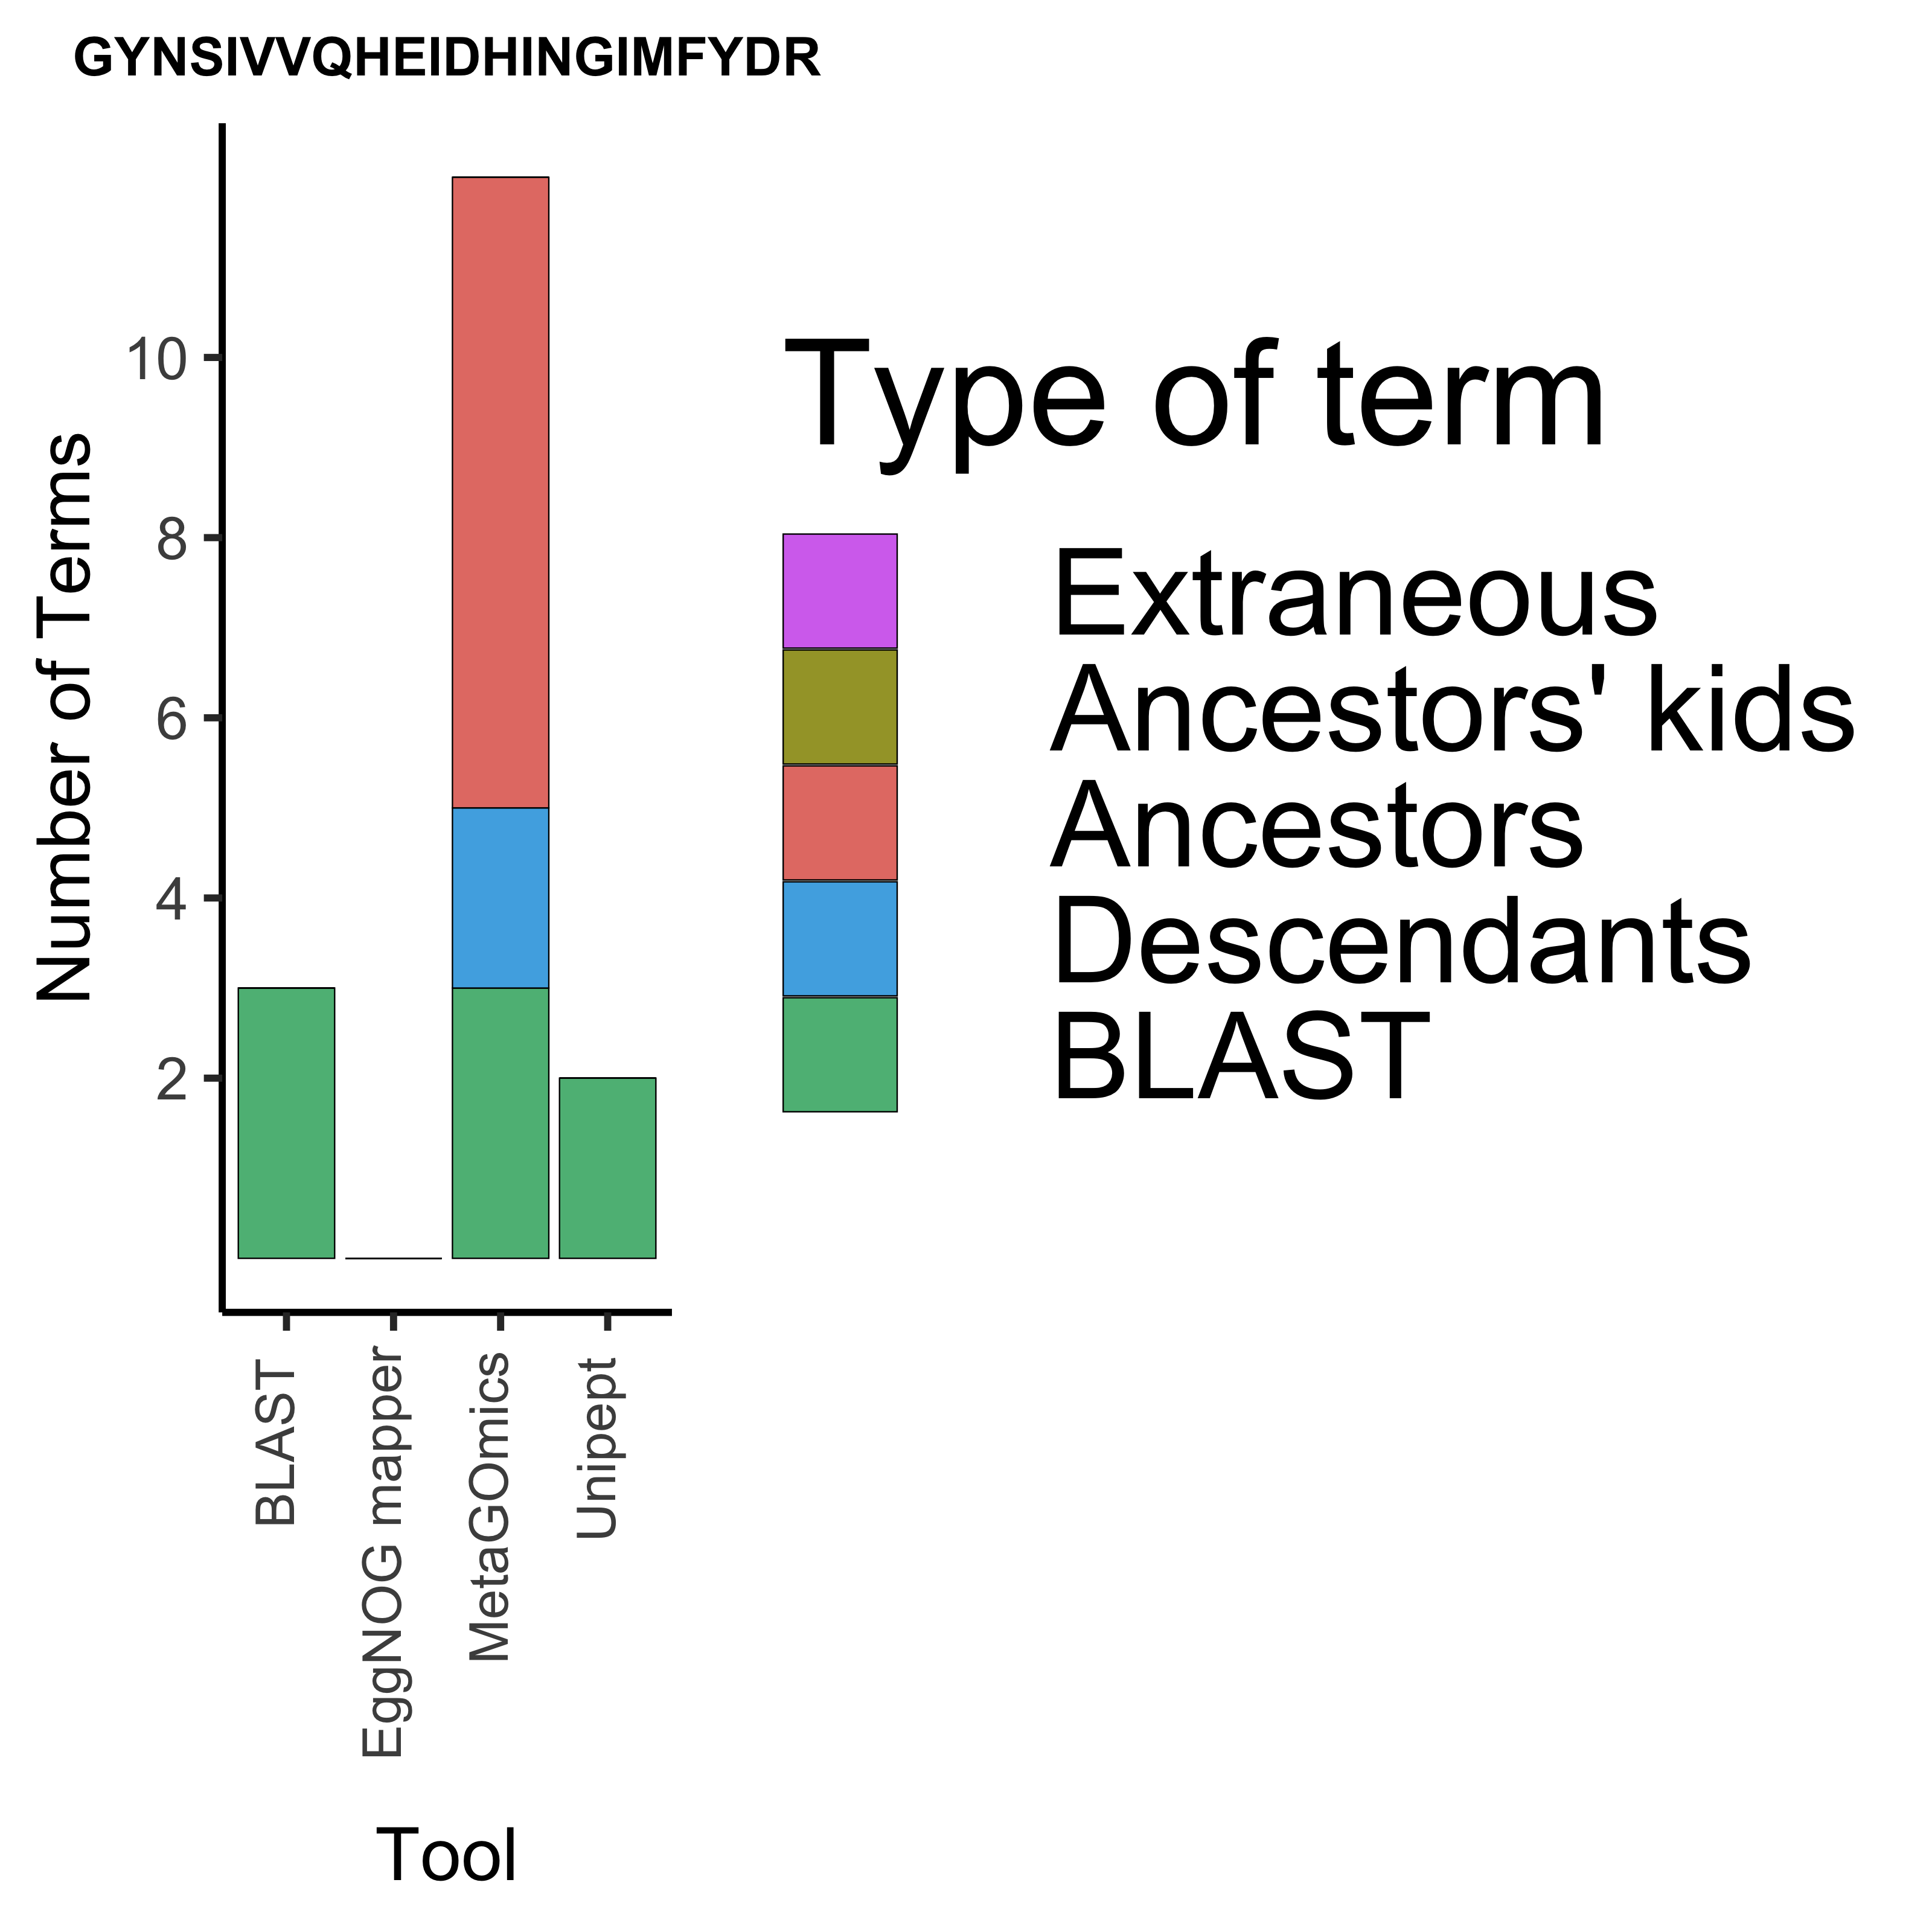 GYNSIVVQHEIDHINGIMFYDR
Number of Terms
10
8
6
4
2
Type of term
Extraneous
Ancestors' kids
Ancestors
Descendants
BLAST
BLAST
EggNOG mapper
MetaGOmics
Unipept
Tool